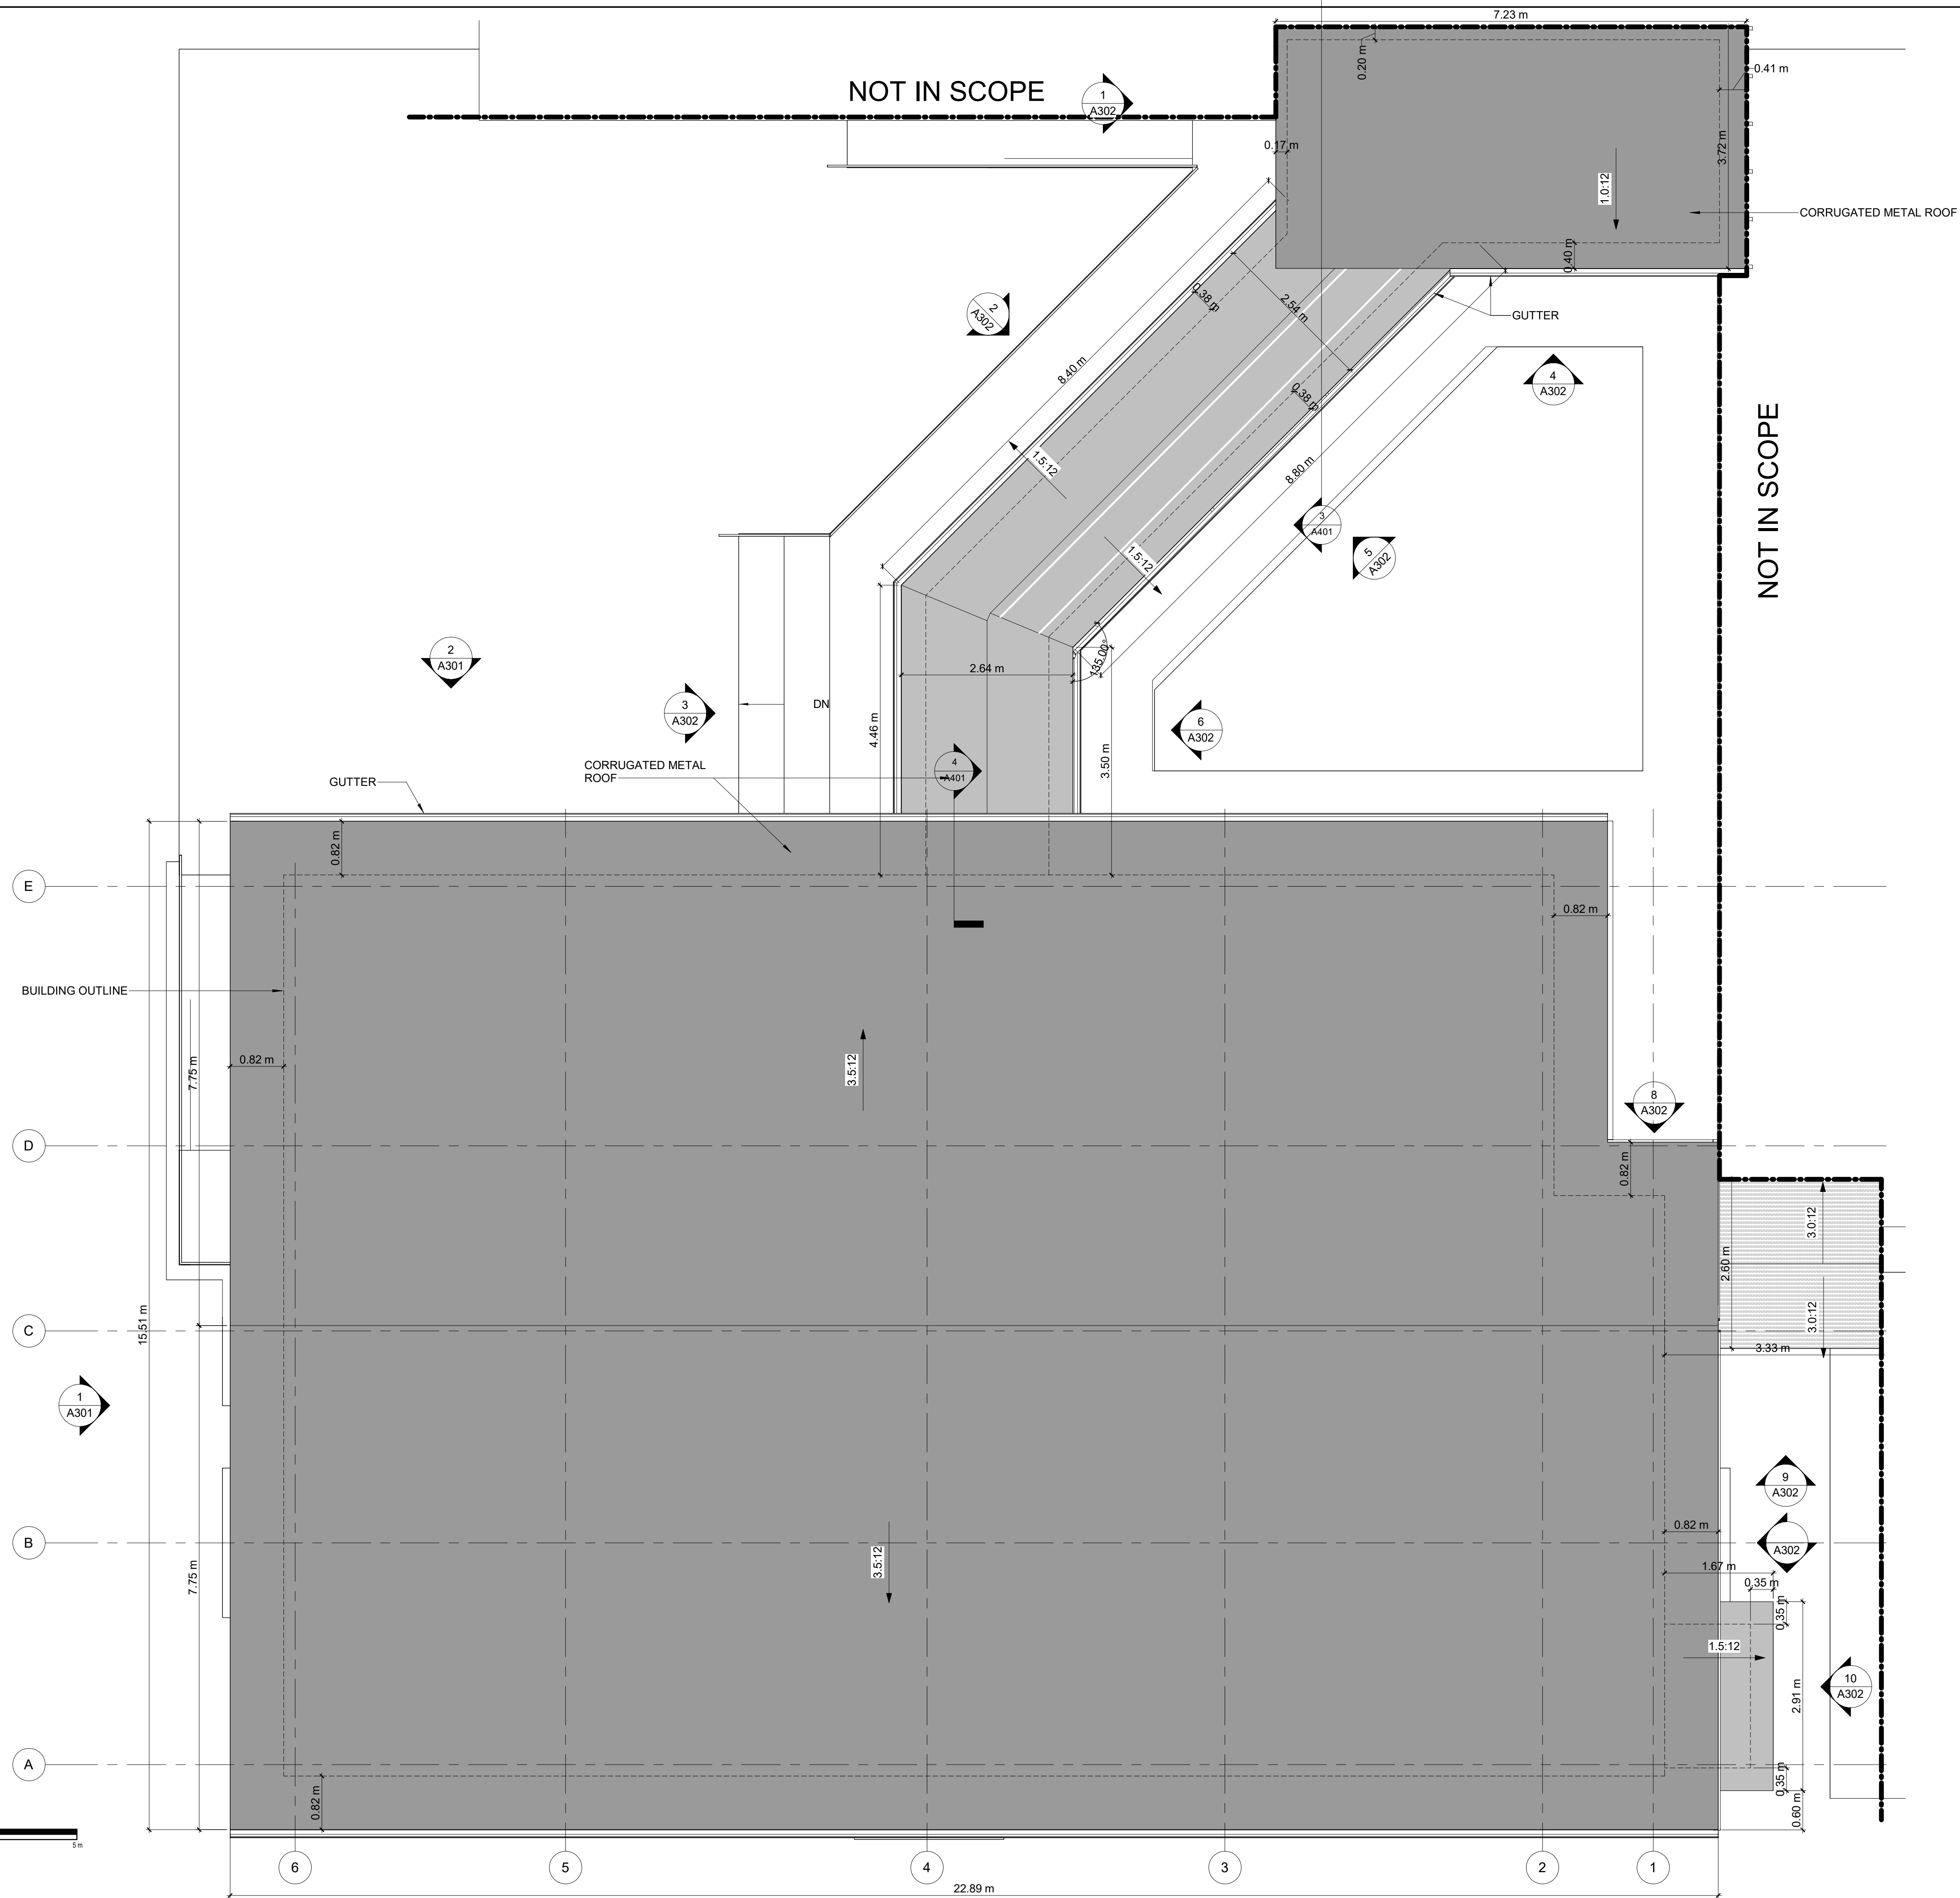 7.23 m
0.20 m
0.41 m
NOT IN SCOPE
1
A302
0.17 m
3.72 m
1.0:12
CORRUGATED METAL ROOF
0.40 m
0.38 m
2.54 m
2
A302
GUTTER
8.40 m
4
A302
0.38 m
NOT IN SCOPE
1.5:12
8.80 m
3
A401
5
A302
1.5:12
135.00°
2
A301
2.64 m
3
A302
DN
6
A302
4.46 m
3.50 m
CORRUGATED METAL
ROOF
4
A401
GUTTER
0.82 m
E
0.82 m
BUILDING OUTLINE
0.82 m
7.75 m
3.5:12
8
A302
D
0.82 m
3.0:12
2.60 m
15.51 m
3.0:12
C
3.33 m
1
A301
9
A302
0.82 m
B
A302
3.5:12
7.75 m
1.67 m
0.35 m
0.35 m
1.5:12
10
A302
2.91 m
A
0.35 m
0.82 m
0.60 m
5 m
6
5
4
3
2
1
22.89 m